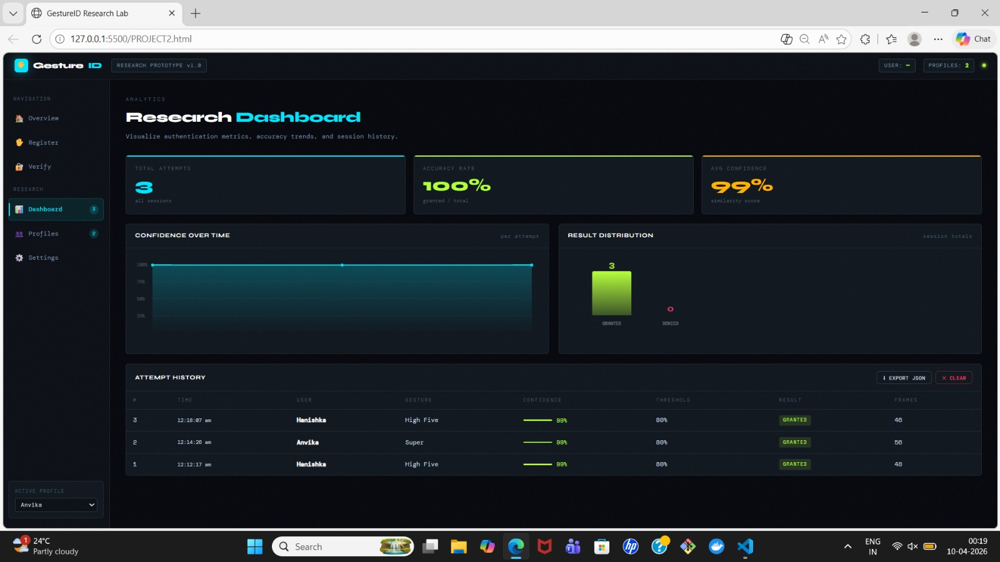 GestureID Research Lab
127.0.0.1:5500/PROJECT2.html
Chat
Gesture ID
RESEARCH PROTOTYPE v1.0
USER: —
PROFILES: 2
NAVIGATION
Overview
Register
Verify
RESEARCH
Dashboard 3
Profiles 2
Settings
ACTIVE PROFILE
Anvika
ANALYTICS
Research Dashboard
Visualize authentication metrics, accuracy trends, and session history.
TOTAL ATTEMPTS
3
all sessions
ACCURACY RATE
100%
granted / total
AVG CONFIDENCE
99%
similarity score
CONFIDENCE OVER TIME
per attempt
100%
75%
50%
25%
RESULT DISTRIBUTION
session totals
3
GRANTED
0
DENIED
ATTEMPT HISTORY
⬇ EXPORT JSON
✕ CLEAR
# TIME USER GESTURE CONFIDENCE THRESHOLD RESULT FRAMES
3 12:18:07 am Hanishka High Five 99% 80% GRANTED 46
2 12:14:26 am Anvika Super 99% 80% GRANTED 56
1 12:12:17 am Hanishka High Five 99% 80% GRANTED 48
1
24°C
Partly cloudy
Search
hp
ENG
IN
00:19
10-04-2026